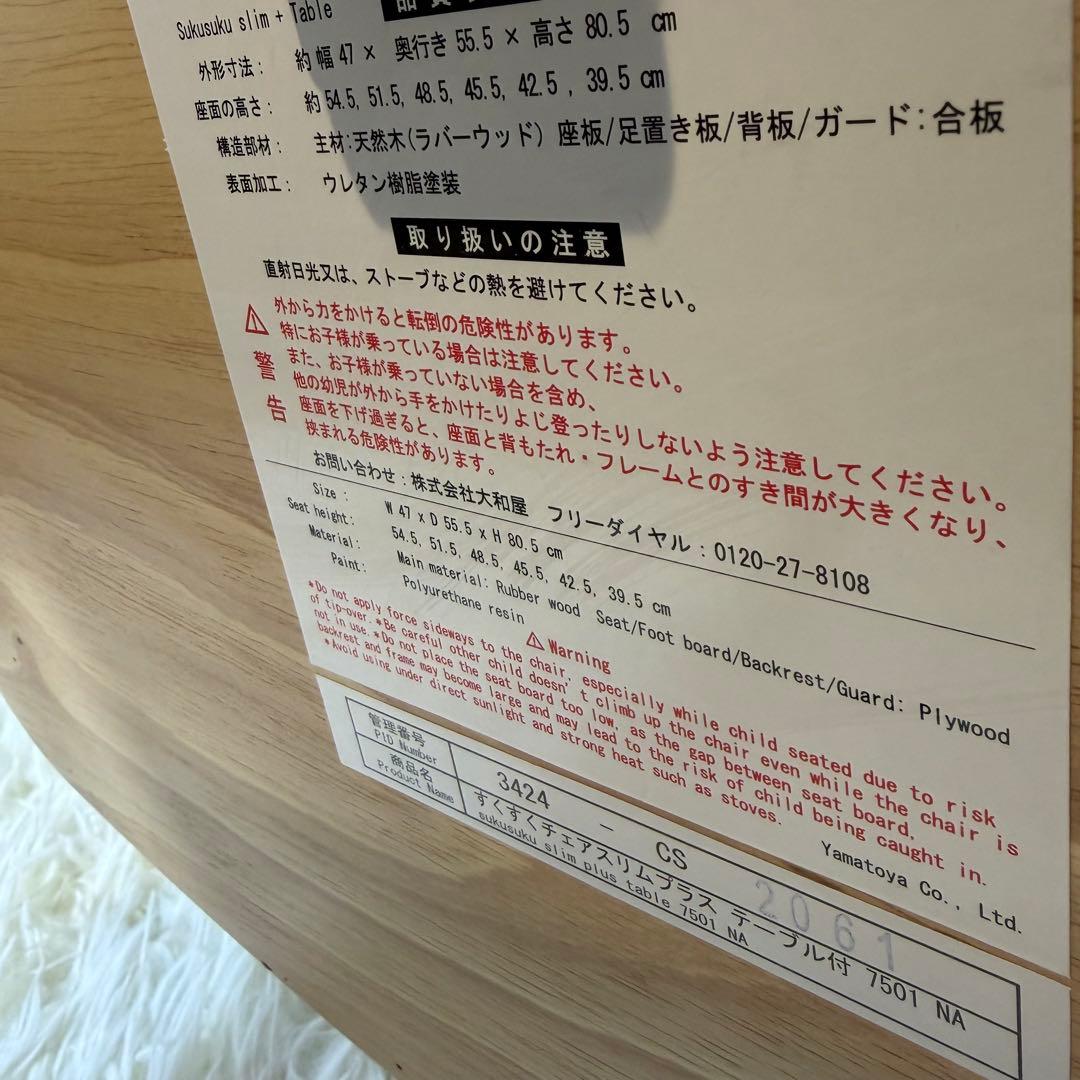 Sukusuku slim + Table
外形寸法： 約 幅 47 × 奥行き 55.5 × 高さ 80.5 cm
座面の高さ： 約 54.5, 51.5, 48.5, 45.5, 42.5 , 39.5 cm
構造部材： 主材:天然木(ラバーウッド) 座板/足置き板/背板/ガード:合板
表面加工： ウレタン樹脂塗装
取り扱いの注意
直射日光又は、ストーブなどの熱を避けてください。
⚠警告
外から力をかけると転倒の危険性があります。
特にお子様が乗っている場合は注意してください。
また、お子様が乗っていない場合を含め、
他の幼児が外から手をかけたりよじ登ったりしないよう注意してください。
座面を下げ過ぎると、座面と背もたれ・フレームとのすき間が大きくなり、
挟まれる危険性があります。
お問い合わせ：株式会社大和屋 フリーダイヤル：0120-27-8108
Size : W 47 x D 55.5 x H 80.5 cm
Seat height: 54.5, 51.5, 48.5, 45.5, 42.5, 39.5 cm
Material: Main material: Rubber wood Seat/Foot board/Backrest/Guard: Plywood
Paint: Polyurethane resin
⚠Warning
*Do not apply force sideways to the chair, especially while child seated due to risk
of tip-over.*Be careful other child doesn't climb up the chair even while the chair is
not in use.*Do not place the seat board too low, as the gap between seat board,
backrest and frame may become large and may lead to the risk of child being caught in.
*Avoid using under direct sunlight and strong heat such as stoves.
Yamatoya Co., Ltd.
管理番号 PID Number 3424 - CS 2061
商品名 Product Name すくすくチェアスリムプラス テーブル付 7501 NA
sukusuku slim plus table 7501 NA